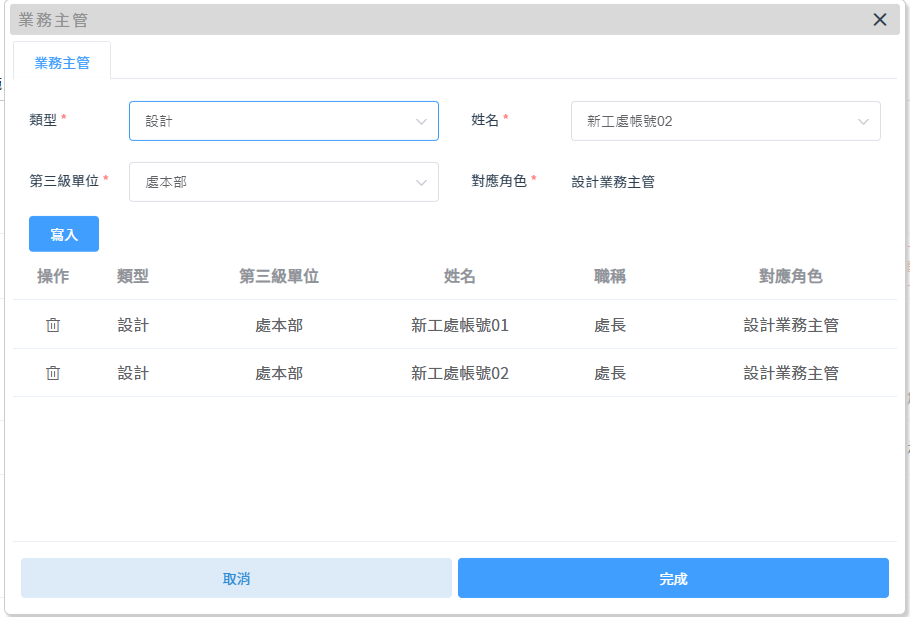 業務主管
業務主管
類型 * 設計 姓名 * 新工處帳號02
第三級單位 * 處本部 對應角色 * 設計業務主管
寫入
操作 類型 第三級單位 姓名 職稱 對應角色
設計 處本部 新工處帳號01 處長 設計業務主管
設計 處本部 新工處帳號02 處長 設計業務主管
取消 完成